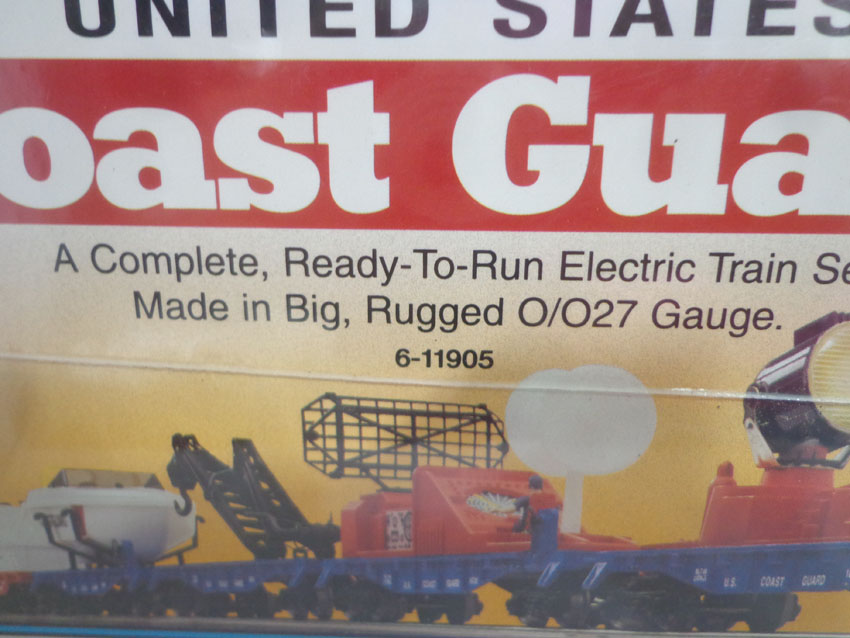 UNITED STATES
oast Gua
A Complete, Ready-To-Run Electric Train Se
Made in Big, Rugged O/O27 Gauge.
6-11905
U.S. COAST GUARD